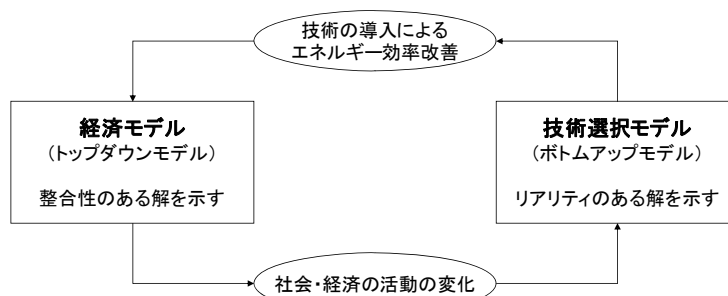 技術の導入による
エネルギー効率改善
経済モデル
(トップダウンモデル)
整合性のある解を示す
技術選択モデル
(ボトムアップモデル)
リアリティのある解を示す
社会・経済の活動の変化